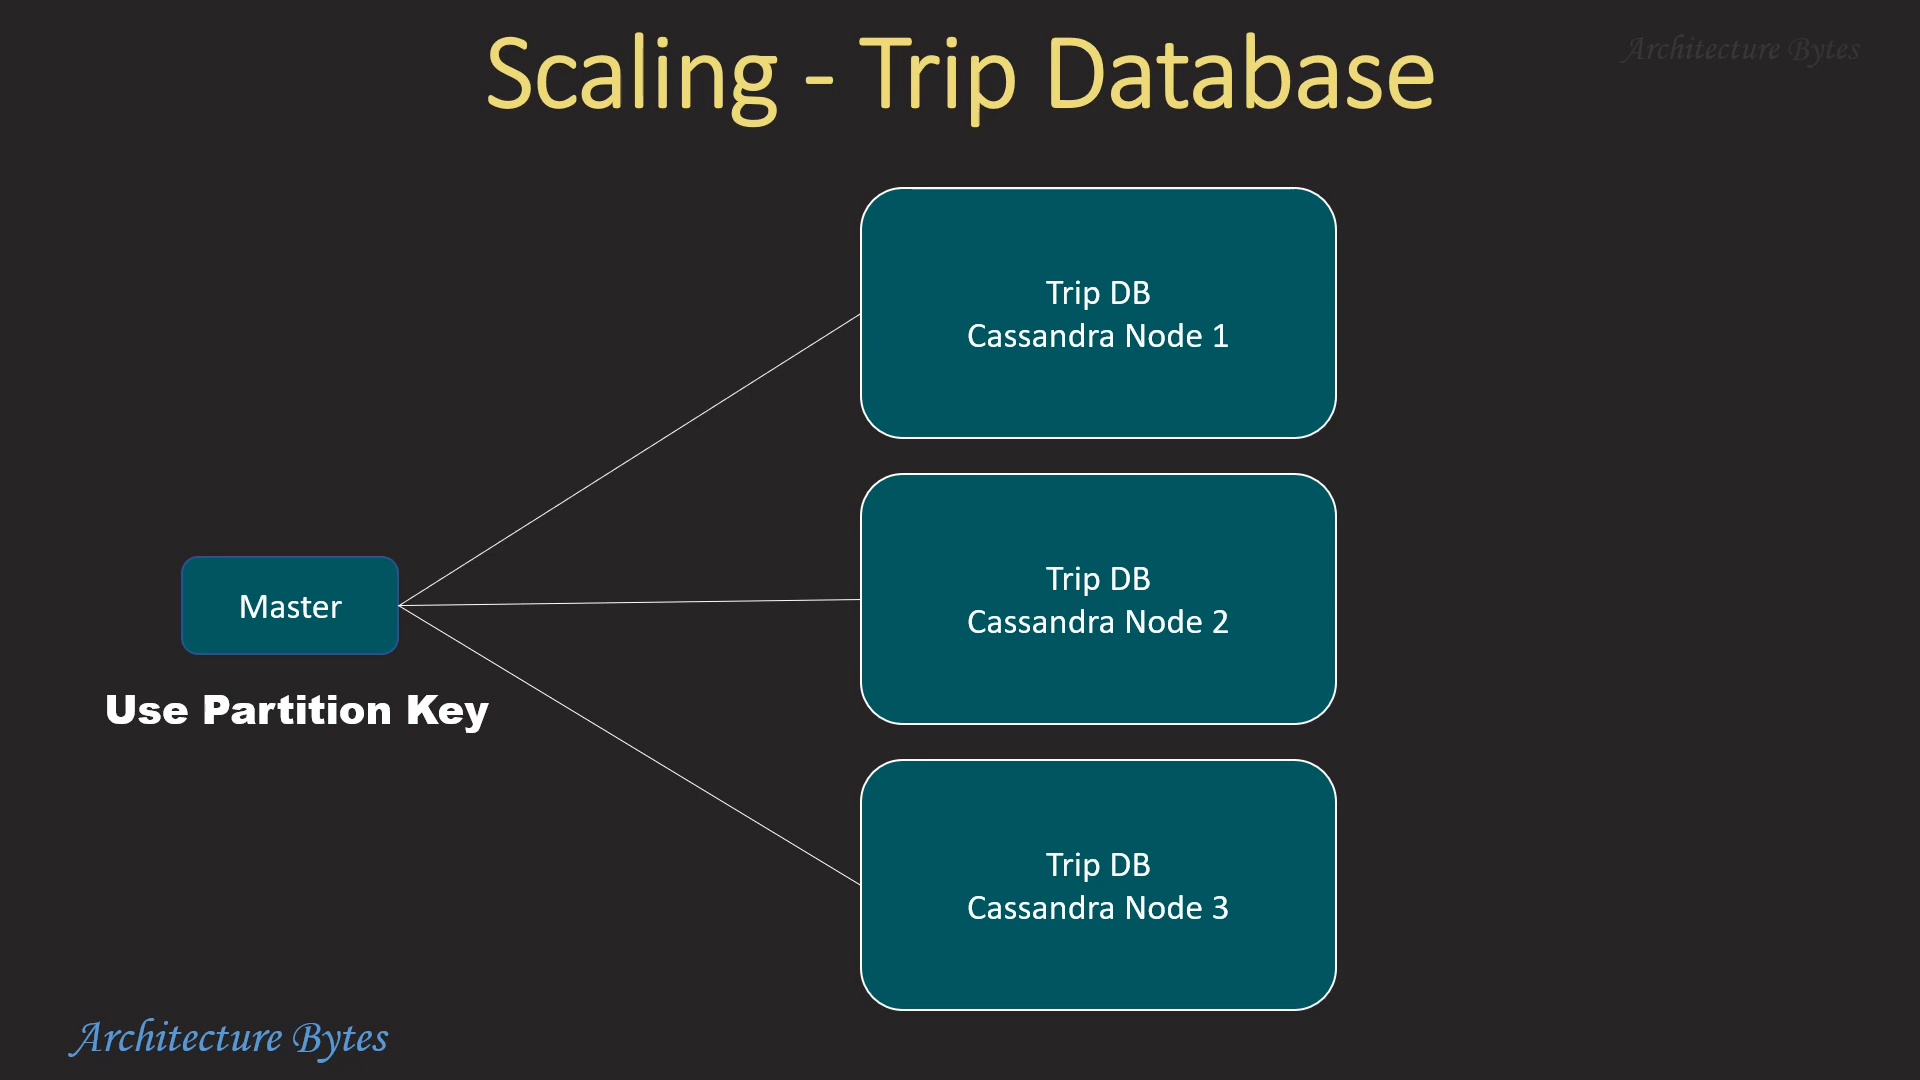 Scaling - Trip Database
Architecture Bytes
Trip DB
Cassandra Node 1
Trip DB
Cassandra Node 2
Master
Use Partition Key
Trip DB
Cassandra Node 3
Architecture Bytes